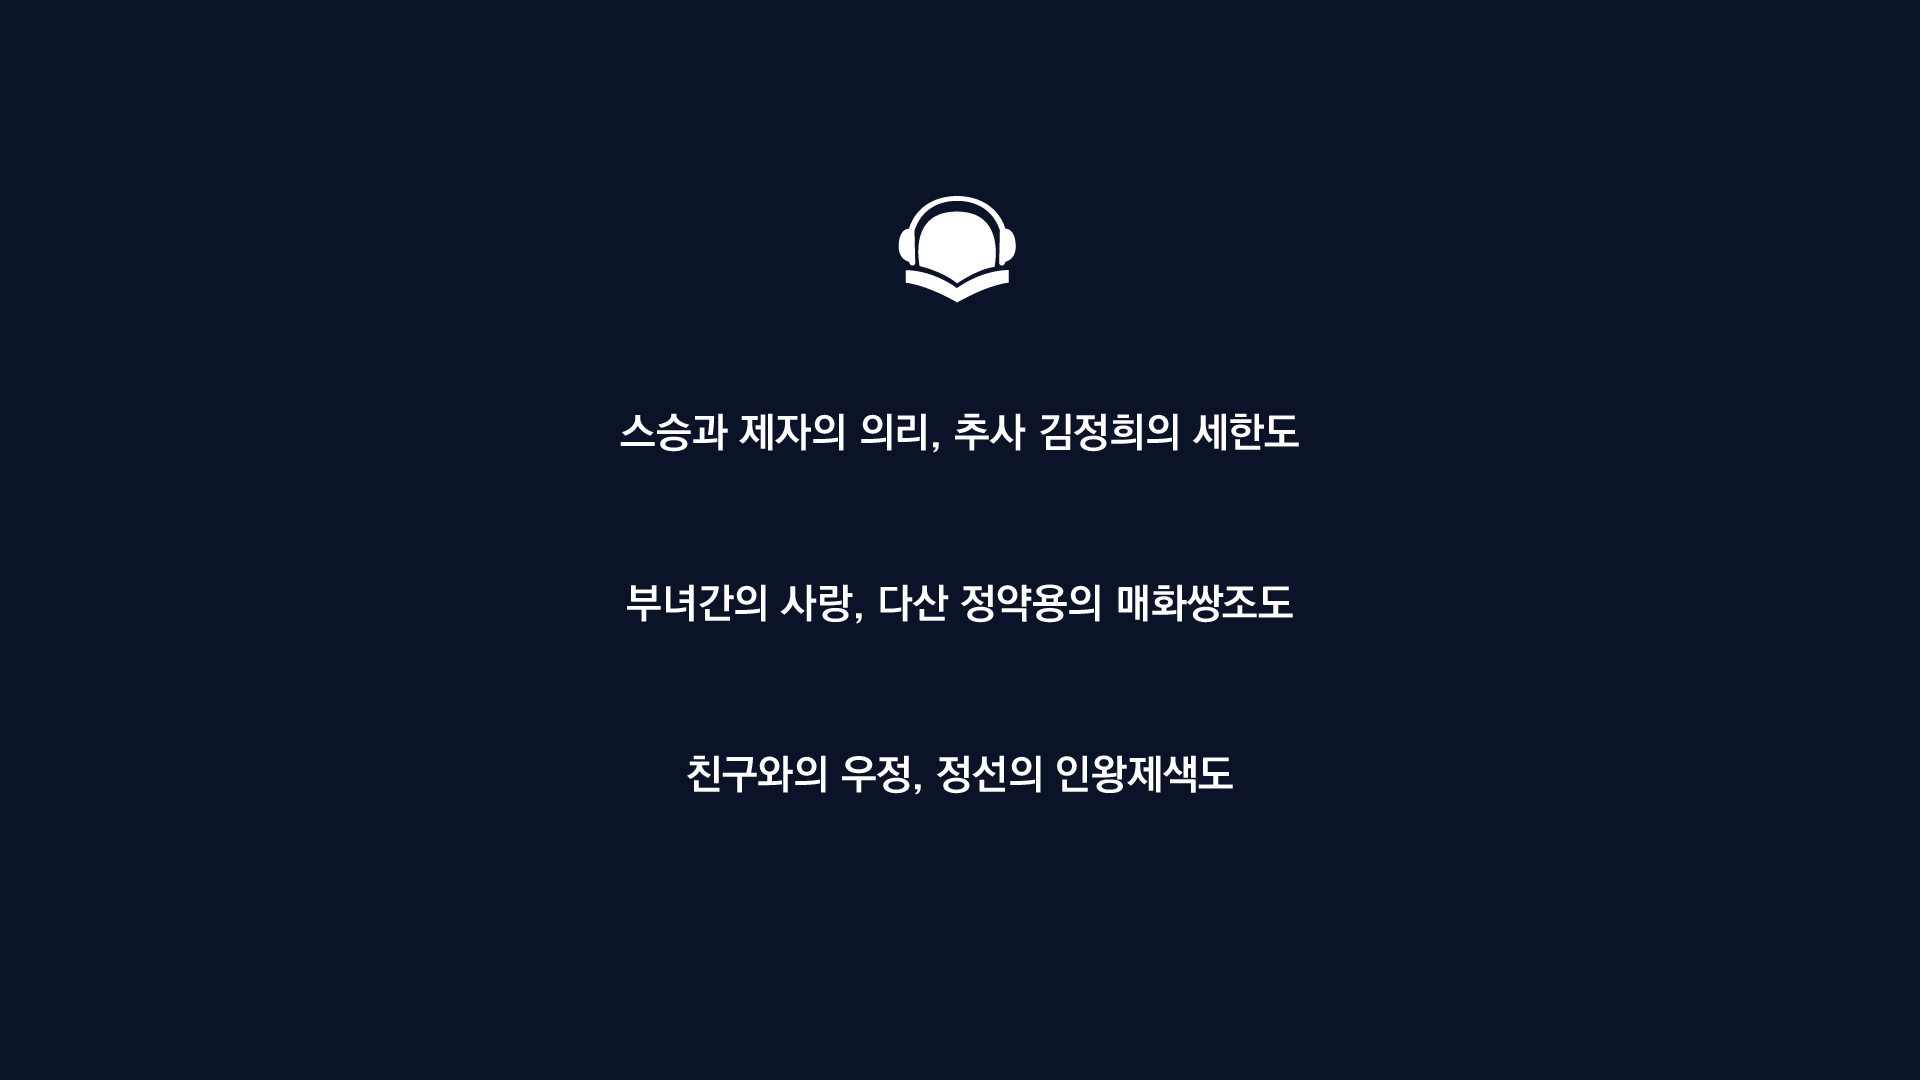 스승과 제자의 의리, 추사 김정희의 세한도
부녀간의 사랑, 다산 정약용의 매화쌍조도
친구와의 우정, 정선의 인왕제색도